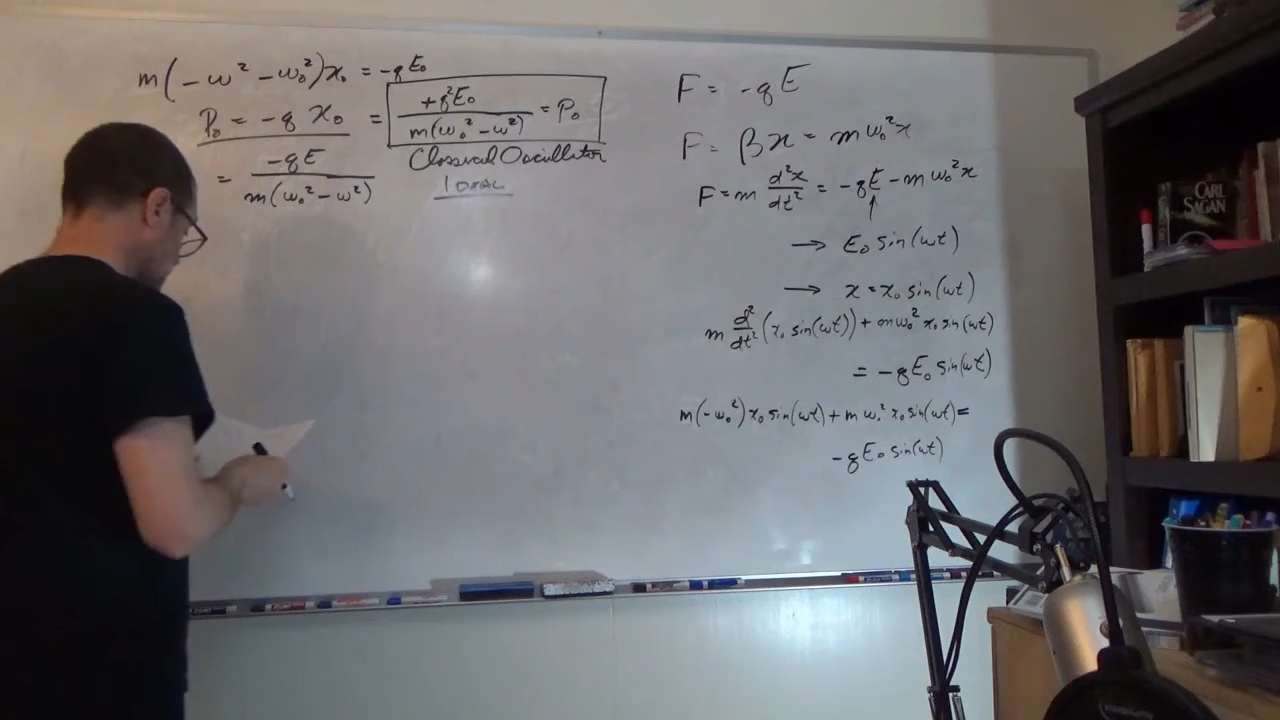 m(-ω² - ω₀²)x₀ = -qE₀
P₀ = -q x₀ = +q²E₀ / m(ω₀² - ω²) = P₀
= -qE / m(ω₀² - ω²)
Classical Oscillator
IDEAL
F = -qE
F = βx = mω₀²x
F = m d²x/dt² = -qE - mω₀²x
↑
→ E₀ sin(ωt)
→ x = x₀ sin(ωt)
m d²/dt² (x₀ sin(ωt)) + mω₀² x₀ sin(ωt)
= -qE₀ sin(ωt)
m(-ω₀²)x₀ sin(ωt) + mω₀² x₀ sin(ωt) =
-qE₀ sin(ωt)
CARL
SAGAN